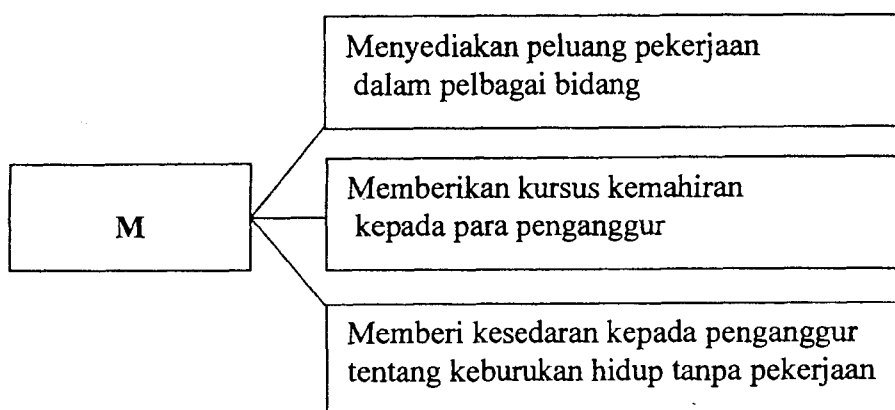 Menyediakan peluang pekerjaan
dalam pelbagai bidang
M
Memberikan kursus kemahiran
kepada para penganggur
Memberi kesedaran kepada penganggur
tentang keburukan hidup tanpa pekerjaan